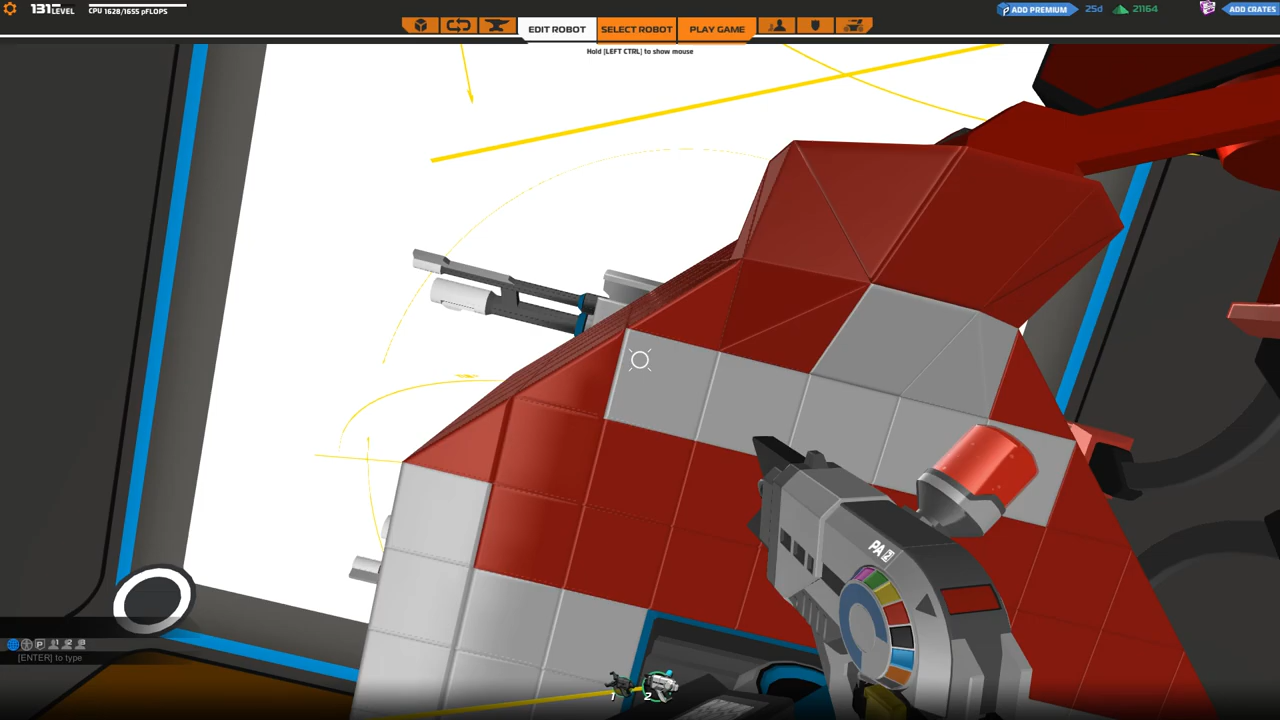 131 LEVEL
CPU 1628/1655 pFLOPS
EDIT ROBOT
SELECT ROBOT
PLAY GAME
P ADD PREMIUM
25d
21164
ADD CRATES
Hold [LEFT CTRL] to show mouse
PA 2
P
[ENTER] to type
1
2